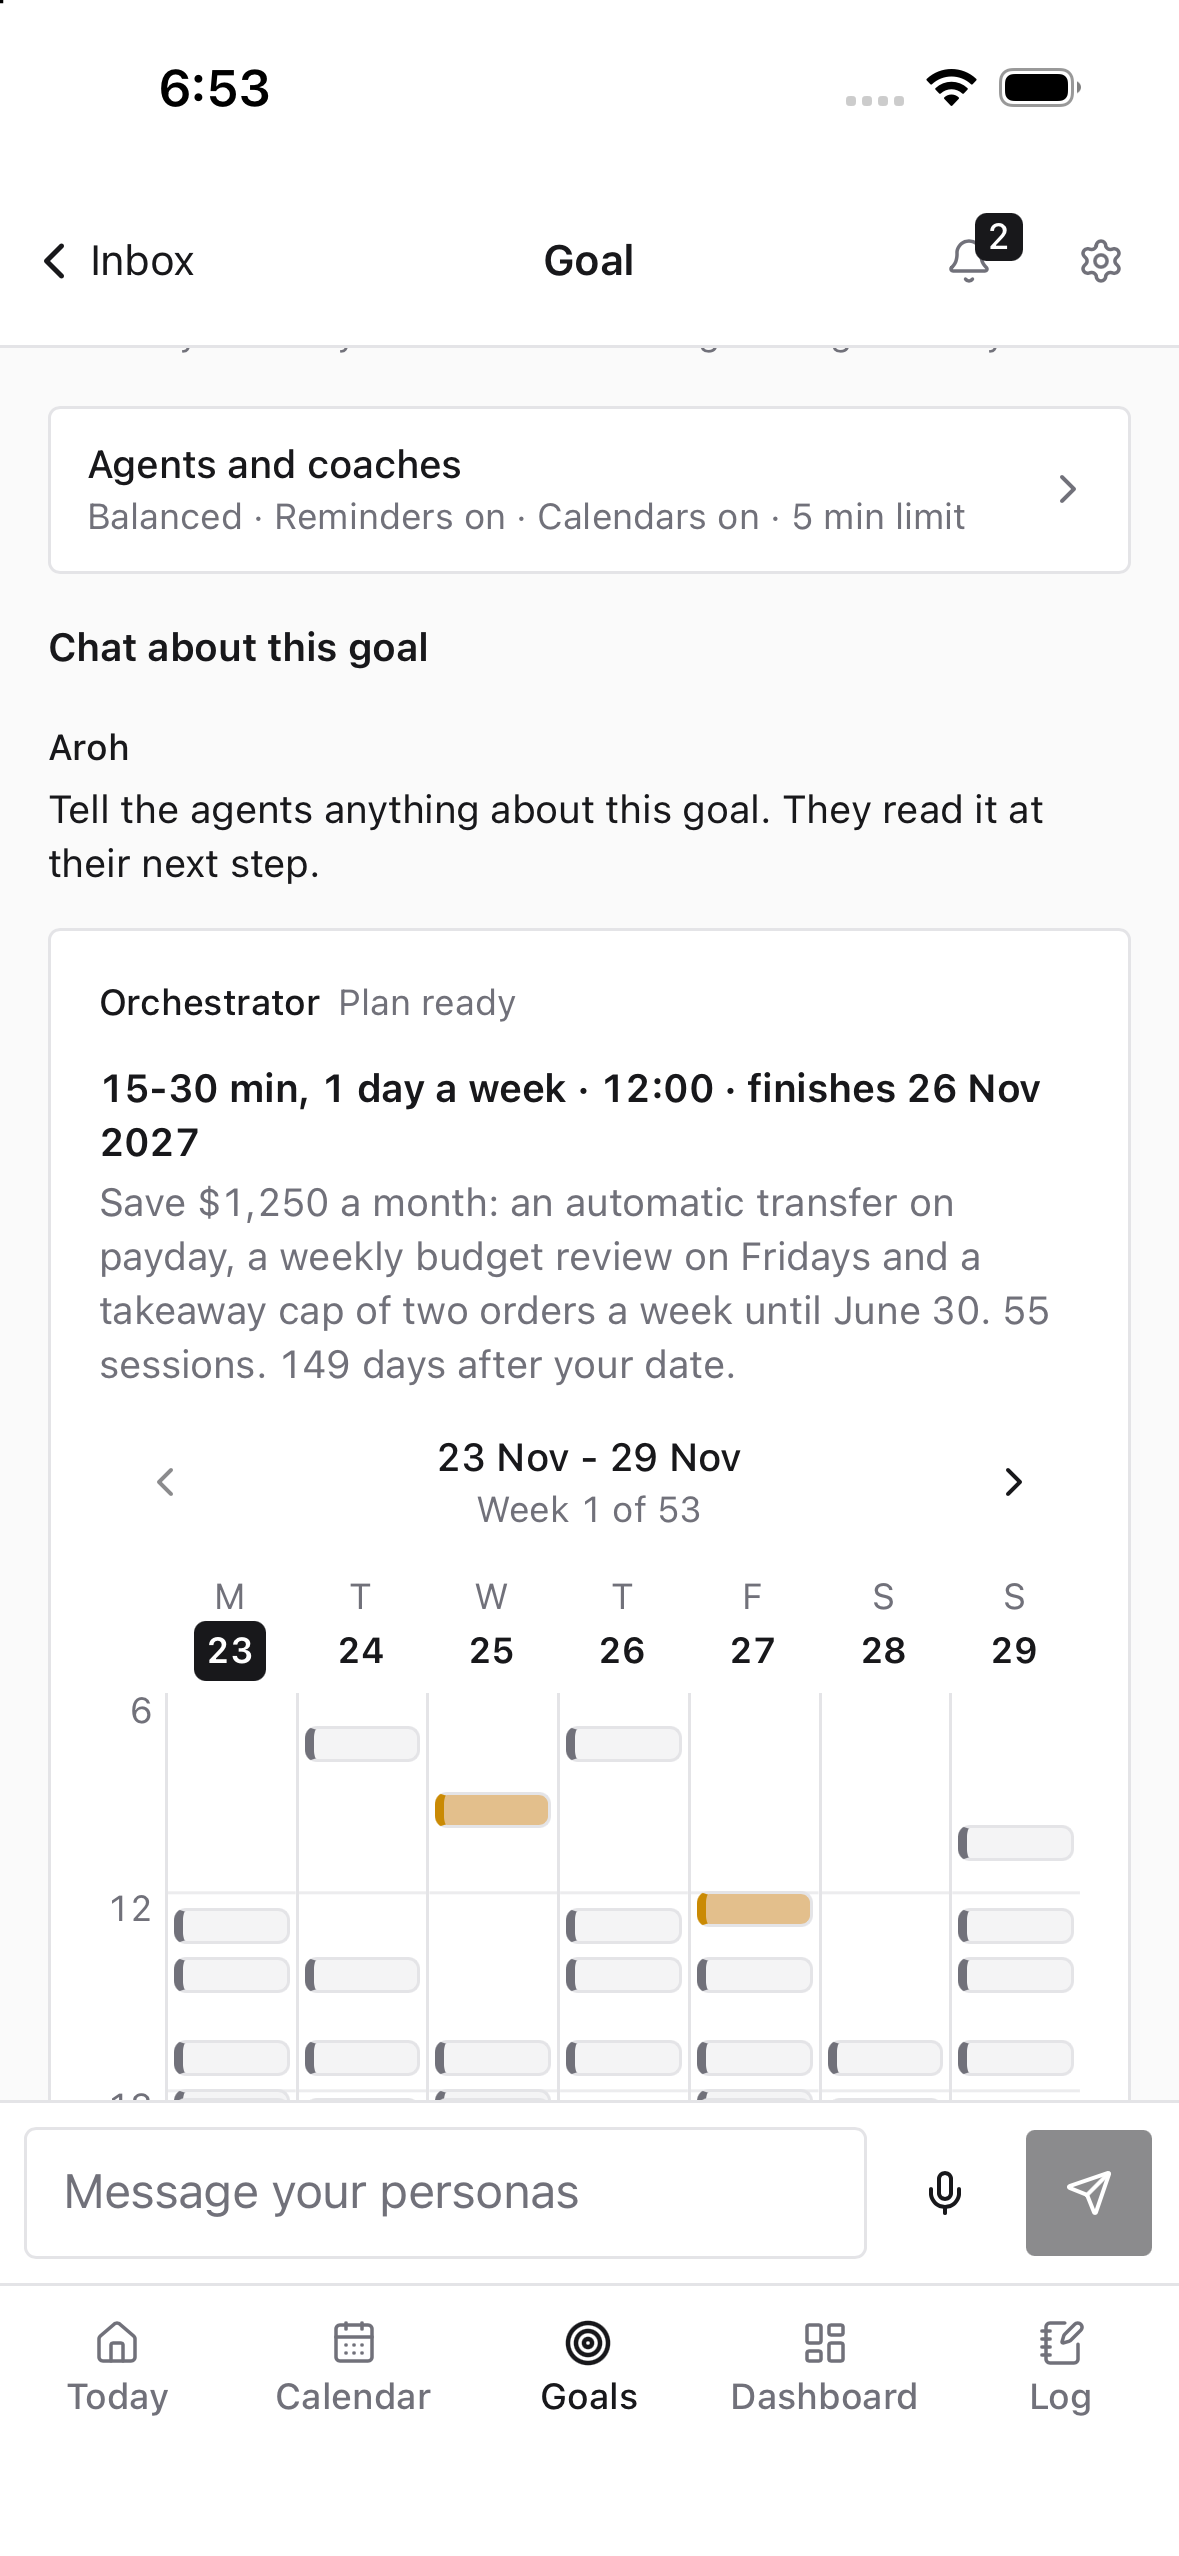 6:53
Inbox
Goal
2
Agents and coaches
Balanced · Reminders on · Calendars on · 5 min limit
Chat about this goal
Aroh
Tell the agents anything about this goal. They read it at
their next step.
Orchestrator Plan ready
15-30 min, 1 day a week · 12:00 · finishes 26 Nov
2027
Save $1,250 a month: an automatic transfer on
payday, a weekly budget review on Fridays and a
takeaway cap of two orders a week until June 30. 55
sessions. 149 days after your date.
23 Nov - 29 Nov
Week 1 of 53
M T W T F S S
23 24 25 26 27 28 29
6
12
Message your personas
Today Calendar Goals Dashboard Log